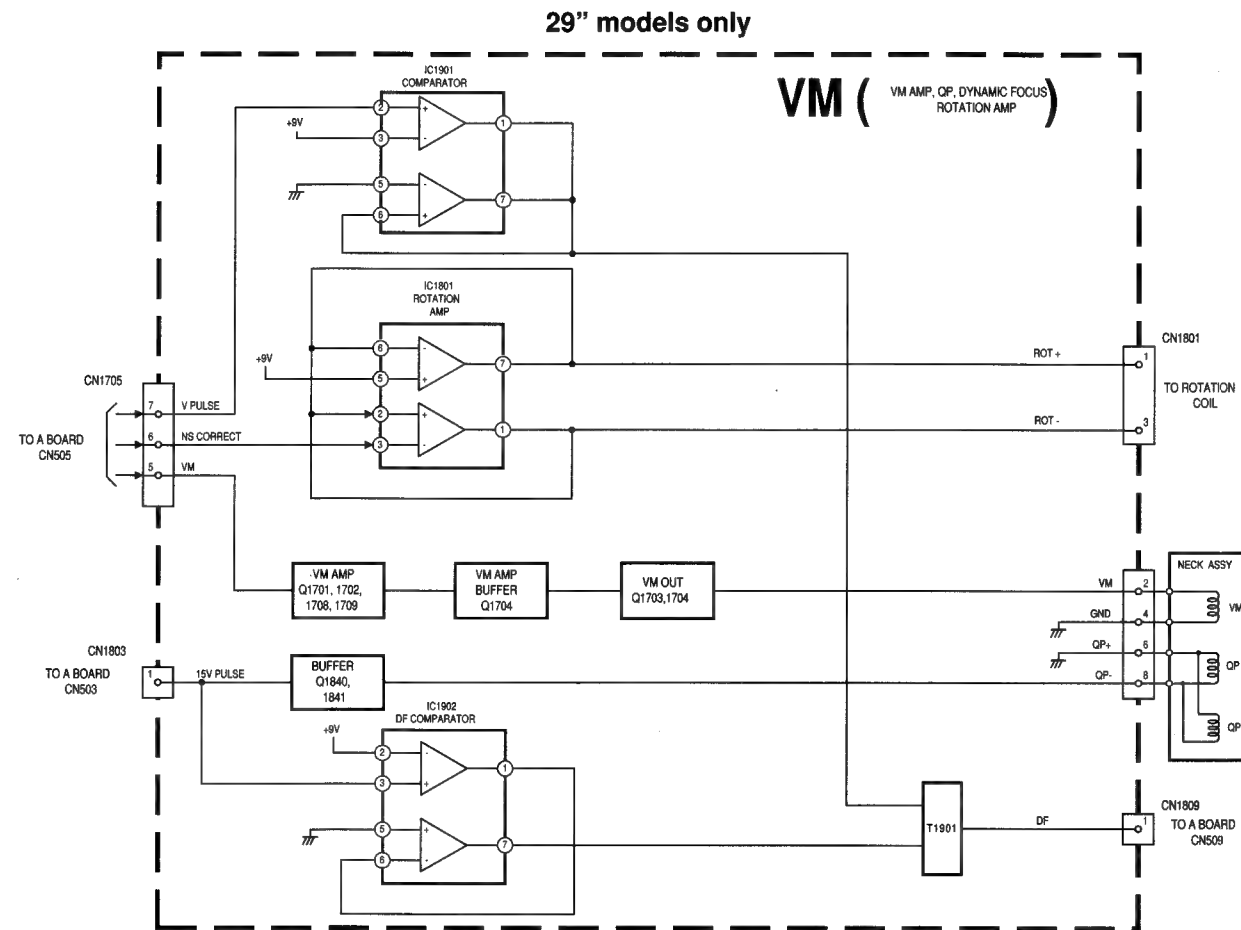 29” models only
VM ( VM AMP, QP, DYNAMIC FOCUS
ROTATION AMP )
IC1901
COMPARATOR
+9V
2
+
3
-
1
5
-
6
+
7
IC1801
ROTATION
AMP
+9V
6
-
5
+
7
2
+
3
-
1
ROT +
ROT -
CN1801
1
3
TO ROTATION
COIL
CN1705
7
V PULSE
6
NS CORRECT
5
VM
TO A BOARD
CN505
VM AMP
Q1701, 1702,
1708, 1709
VM AMP
BUFFER
Q1704
VM OUT
Q1703,1704
VM
2
GND
4
QP+
6
QP-
8
NECK ASSY
VM
QP
QP
CN1803
1
TO A BOARD
CN503
15V PULSE
BUFFER
Q1840,
1841
IC1902
DF COMPARATOR
+9V
2
-
3
+
1
5
+
6
-
7
T1901
DF
CN1809
1
TO A BOARD
CN509